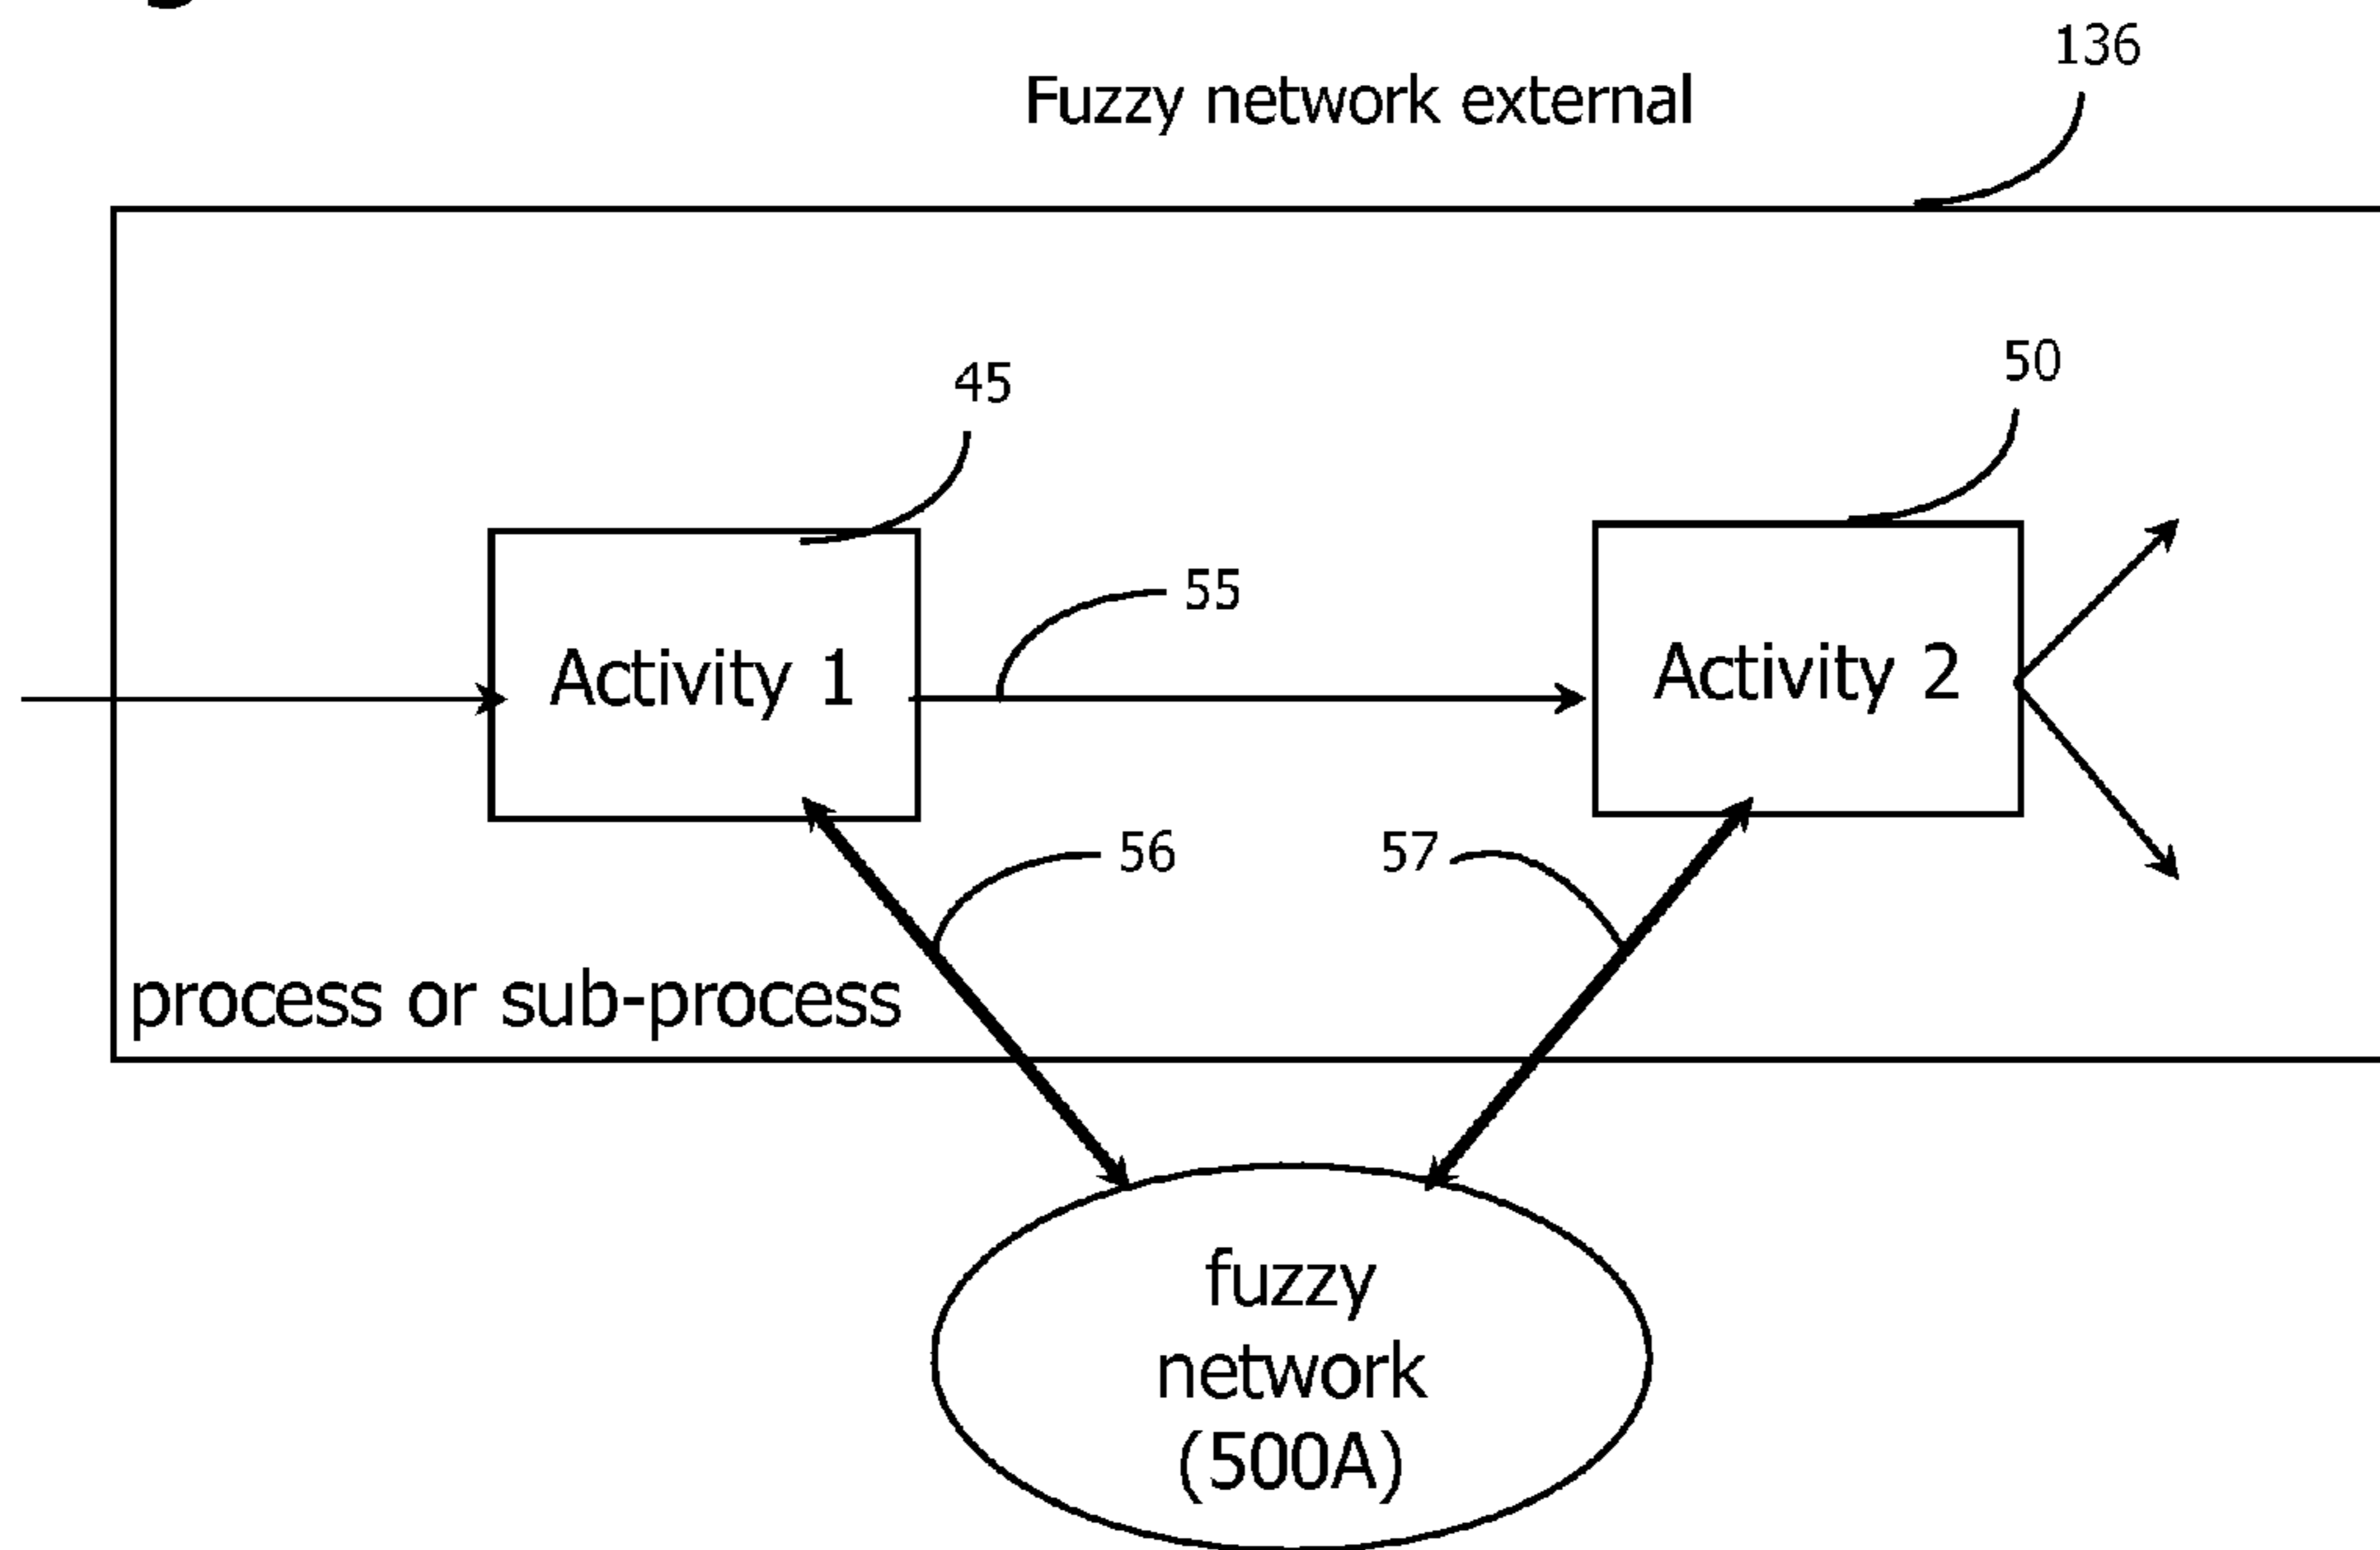 136
Fuzzy network external
50
45
55
Activity 1
Activity 2
56
57
process or sub-process
fuzzy
network
(500A)